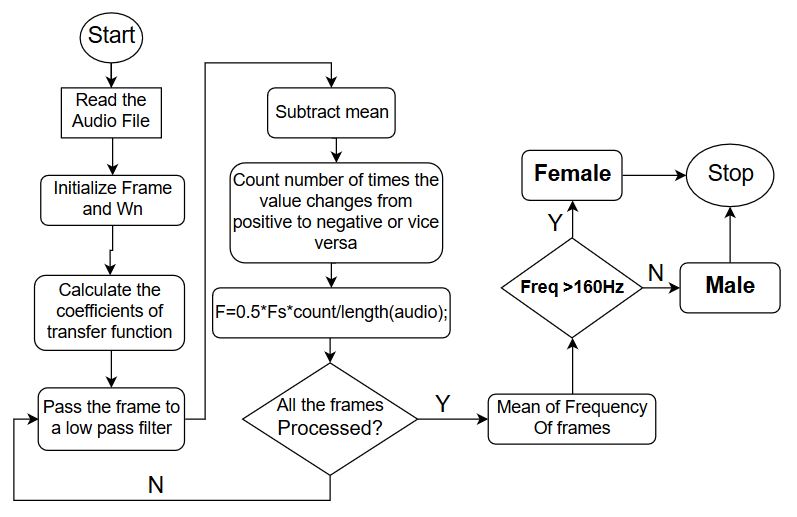 Start
Read the
Audio File
Initialize Frame
and Wn
Calculate the
coefficients of
transfer function
Pass the frame to
a low pass filter
Subtract mean
Count number of times the
value changes from
positive to negative or vice
versa
F=0.5*Fs*count/length(audio);
All the frames
Processed?
N
Y
Mean of Frequency
Of frames
Freq >160Hz
Y
Female
N
Male
Stop